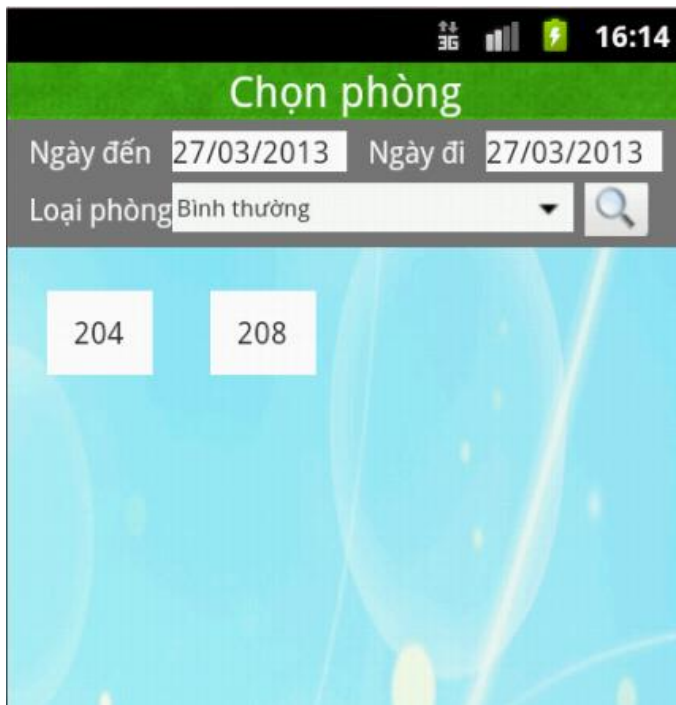 3G 16:14
Chọn phòng
Ngày đến 27/03/2013 Ngày đi 27/03/2013
Loại phòng Bình thường
204 208